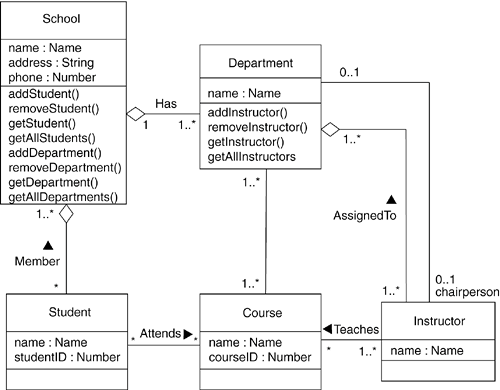 School
name : Name
address : String
phone : Number
addStudent()
removeStudent()
getStudent()
getAllStudents()
addDepartment()
removeDepartment()
getDepartment()
getAllDepartments()
Has
1
1..*
Department
name : Name
addInstructor()
removeInstructor()
getInstructor()
getAllInstructors
0..1
1..*
1..*
1..*
Member
*
AssignedTo
1..*
1..*
0..1
chairperson
Student
name : Name
studentID : Number
*
Attends
*
Course
name : Name
courseID : Number
Teaches
*
1..*
Instructor
name : Name